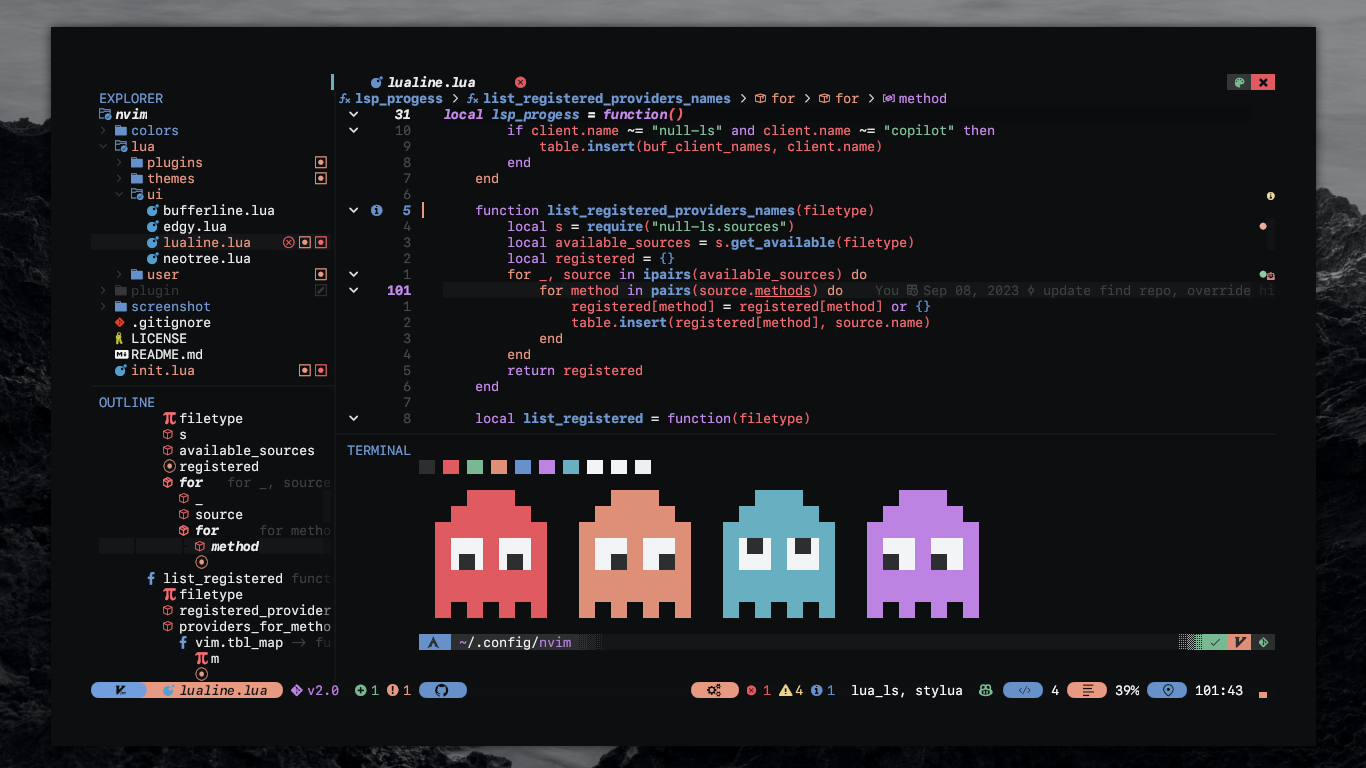 lualine.lua
EXPLORER
nvim
colors
lua
plugins
themes
ui
bufferline.lua
edgy.lua
lualine.lua
neotree.lua
user
plugin
screenshot
.gitignore
LICENSE
README.md
init.lua
OUTLINE
filetype
s
available_sources
registered
for for _, source
_
source
for for metho
method
list_registered funct
filetype
registered_provider
providers_for_metho
vim.tbl_map -> fu
m
lsp_progess > list_registered_providers_names > for > for > method
31 local lsp_progess = function()
10 if client.name ~= "null-ls" and client.name ~= "copilot" then
9 table.insert(buf_client_names, client.name)
8 end
7 end
6
5 function list_registered_providers_names(filetype)
4 local s = require("null-ls.sources")
3 local available_sources = s.get_available(filetype)
2 local registered = {}
1 for _, source in ipairs(available_sources) do
101 for method in pairs(source.methods) do You Sep 08, 2023 update find repo, override hi
1 registered[method] = registered[method] or {}
2 table.insert(registered[method], source.name)
3 end
4 end
5 return registered
6 end
7
8 local list_registered = function(filetype)
TERMINAL
~/.config/nvim
lualine.lua v2.0 1 1 1 4 1 lua_ls, stylua 4 39% 101:43